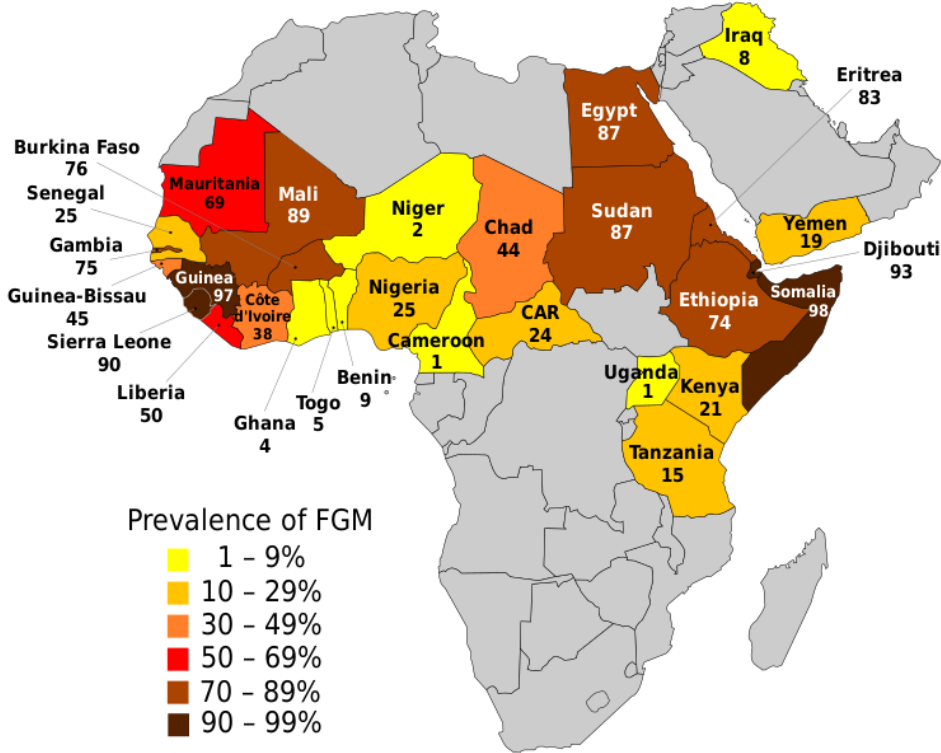 Iraq
8
Eritrea
83
Egypt
87
Burkina Faso
76
Mauritania
69
Mali
89
Senegal
25
Niger
2
Chad
44
Sudan
87
Yemen
19
Gambia
75
Djibouti
93
Guinea
97
Guinea-Bissau
45
Côte
d'Ivoire
38
Nigeria
25
CAR
24
Ethiopia
74
Somalia
98
Sierra Leone
90
Cameroon
1
Liberia
50
Ghana
4
Togo
5
Benin
9
Uganda
1
Kenya
21
Tanzania
15
Prevalence of FGM
1 – 9%
10 – 29%
30 – 49%
50 – 69%
70 – 89%
90 – 99%